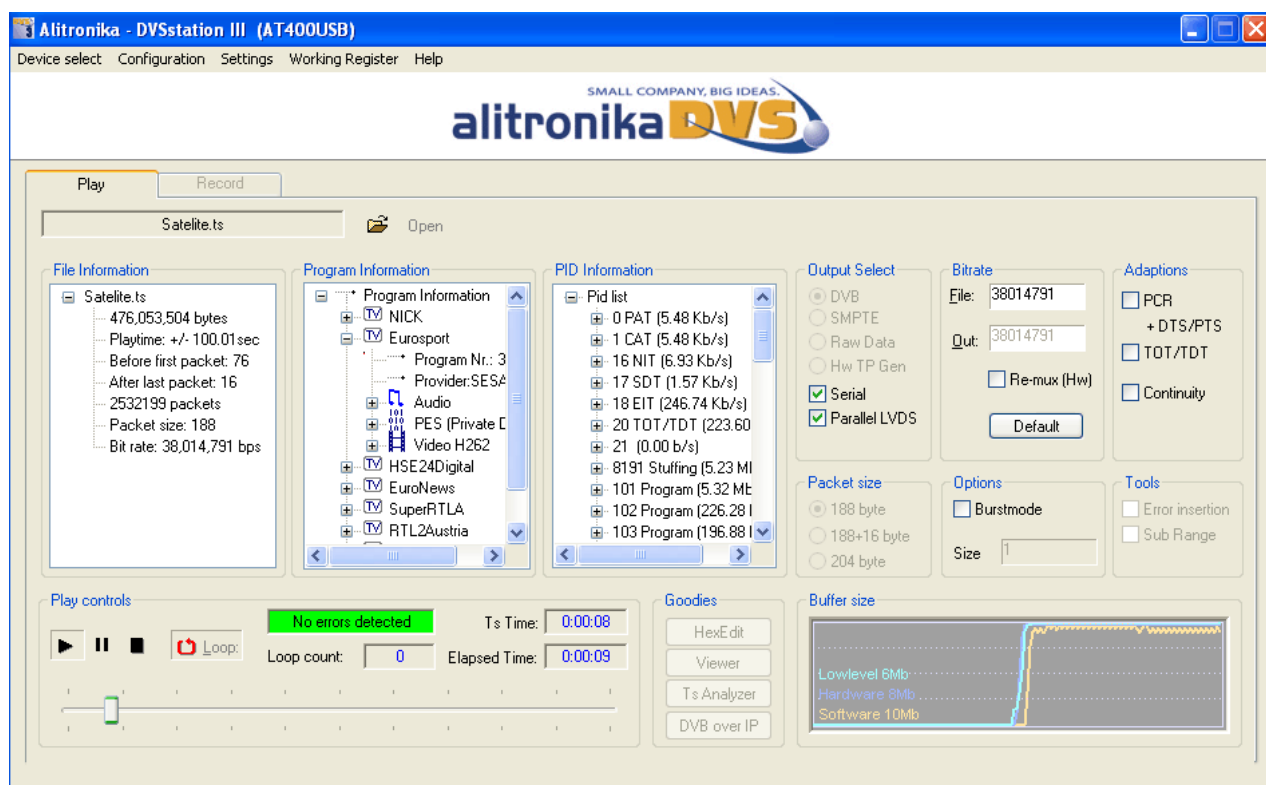 Alitronika - DVSstation III (AT400USB)
Device select Configuration Settings Working Register Help
SMALL COMPANY, BIG IDEAS.
alitronika DVS
Play Record
Satelite.ts Open
File Information
Satelite.ts
476,053,504 bytes
Playtime: +/- 100.01sec
Before first packet: 76
After last packet: 16
2532199 packets
Packet size: 188
Bit rate: 38,014,791 bps
Program Information
Program Information
TV NICK
TV Eurosport
Program Nr.: 3
Provider:SESA
Audio
PES (Private D
Video H262
TV HSE24Digital
TV EuroNews
TV SuperRTLA
TV RTL2Austria
PID Information
Pid list
0 PAT (5.48 Kb/s)
1 CAT (5.48 Kb/s)
16 NIT (6.93 Kb/s)
17 SDT (1.57 Kb/s)
18 EIT (246.74 Kb/s)
20 TOT/TDT (223.60
21 (0.00 b/s)
8191 Stuffing (5.23 M
101 Program (5.32 Mb
102 Program (226.28
103 Program (196.88
Output Select
DVB
SMPTE
Raw Data
Hw TP Gen
Serial
Parallel LVDS
Bitrate
File: 38014791
Out: 38014791
Re-mux (Hw)
Default
Adaptions
PCR
+ DTS/PTS
TOT/TDT
Continuity
Packet size
188 byte
188+16 byte
204 byte
Options
Burstmode
Size 1
Tools
Error insertion
Sub Range
Play controls
No errors detected Ts Time: 0:00:08
Loop:
Loop count: 0 Elapsed Time: 0:00:09
Goodies
HexEdit
Viewer
Ts Analyzer
DVB over IP
Buffer size
Lowlevel 6Mb
Hardware 8Mb
Software 10Mb